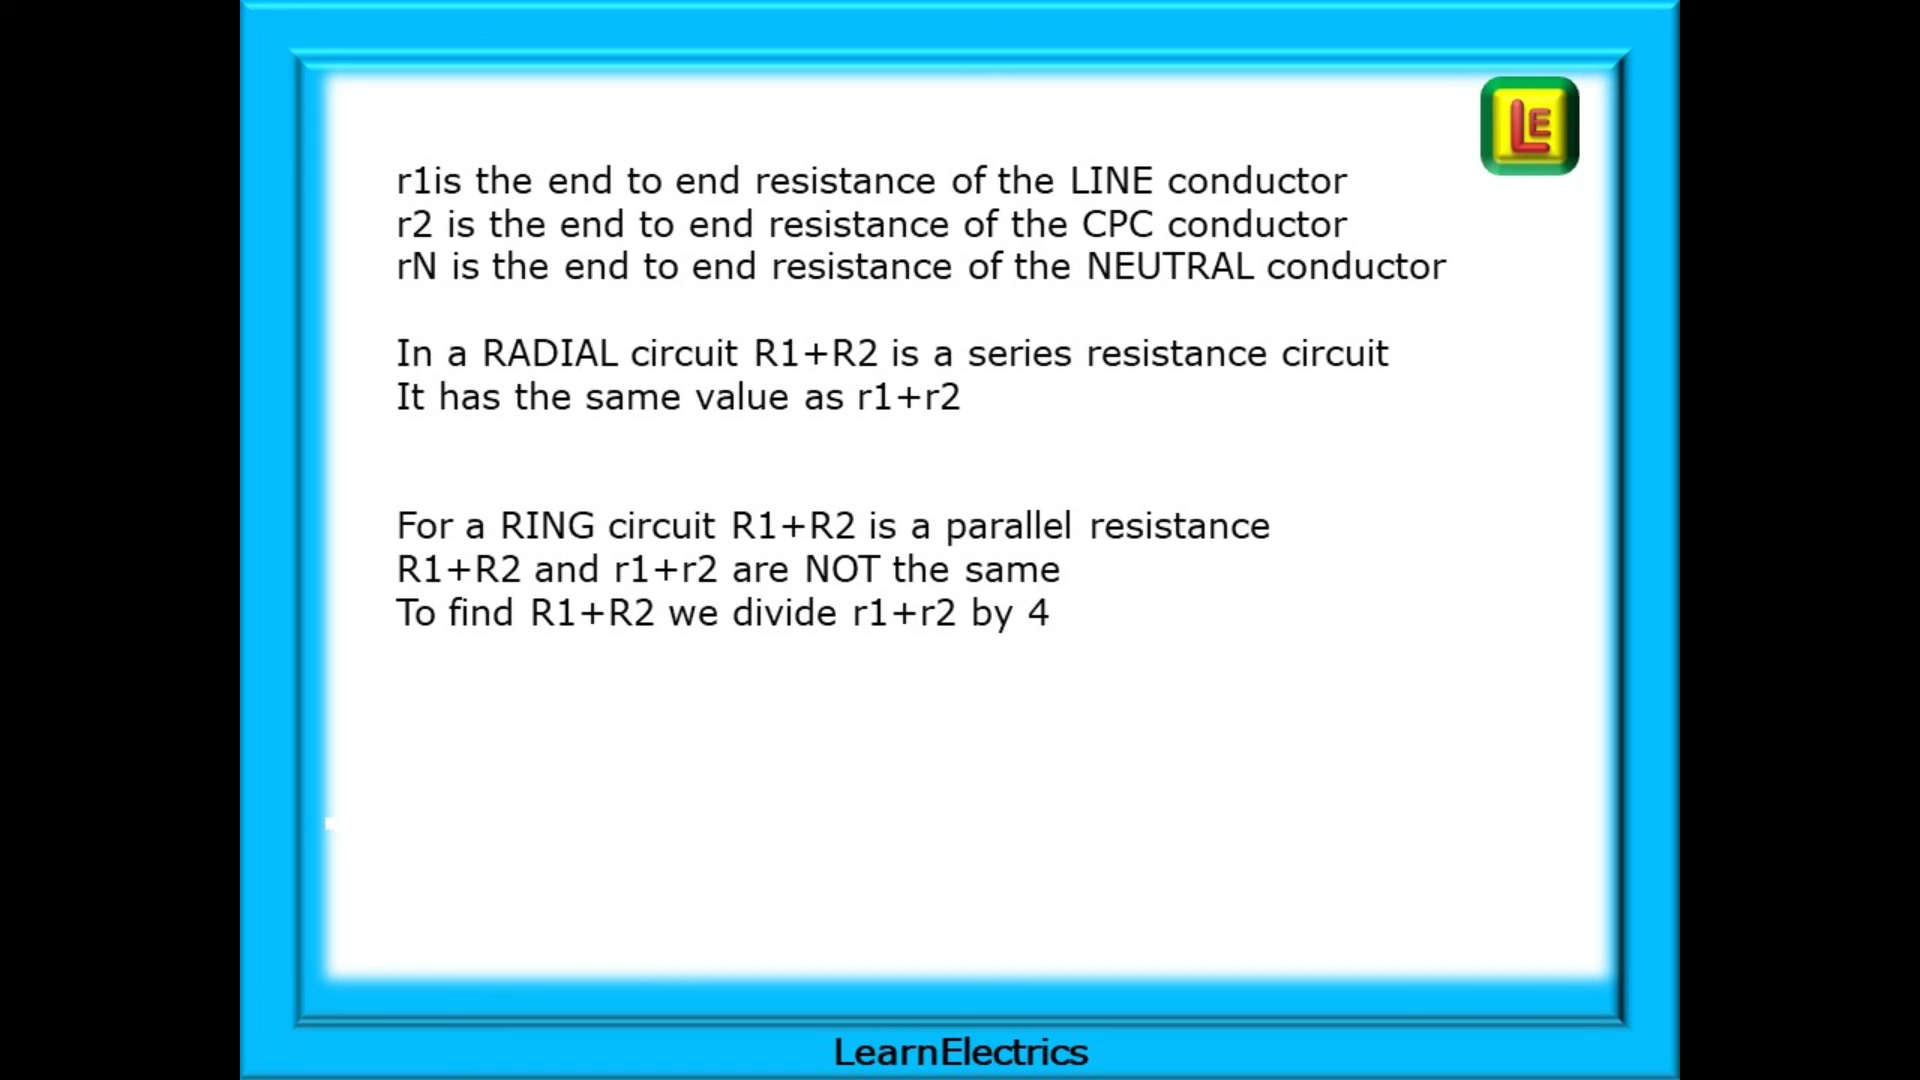 LE
r1is the end to end resistance of the LINE conductor
r2 is the end to end resistance of the CPC conductor
rN is the end to end resistance of the NEUTRAL conductor
In a RADIAL circuit R1+R2 is a series resistance circuit
It has the same value as r1+r2
For a RING circuit R1+R2 is a parallel resistance
R1+R2 and r1+r2 are NOT the same
To find R1+R2 we divide r1+r2 by 4
LearnElectrics